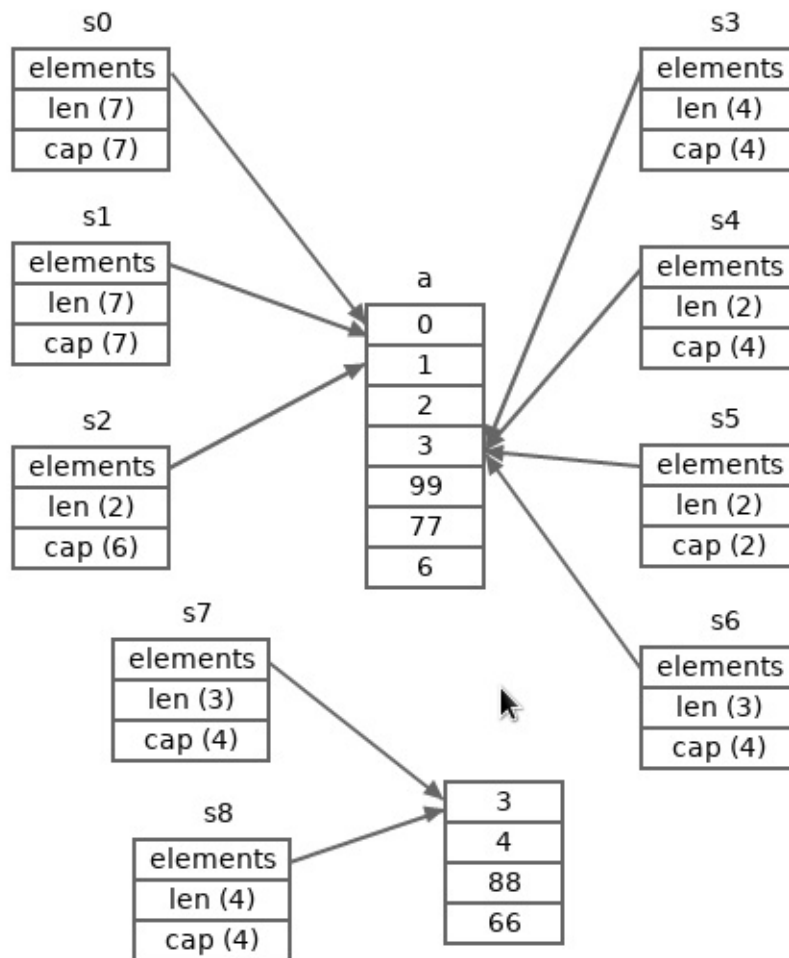 s0
elements
len (7)
cap (7)
s1
elements
len (7)
cap (7)
s2
elements
len (2)
cap (6)
a
0
1
2
3
99
77
6
s3
elements
len (4)
cap (4)
s4
elements
len (2)
cap (4)
s5
elements
len (2)
cap (2)
s6
elements
len (3)
cap (4)
s7
elements
len (3)
cap (4)
s8
elements
len (4)
cap (4)
3
4
88
66